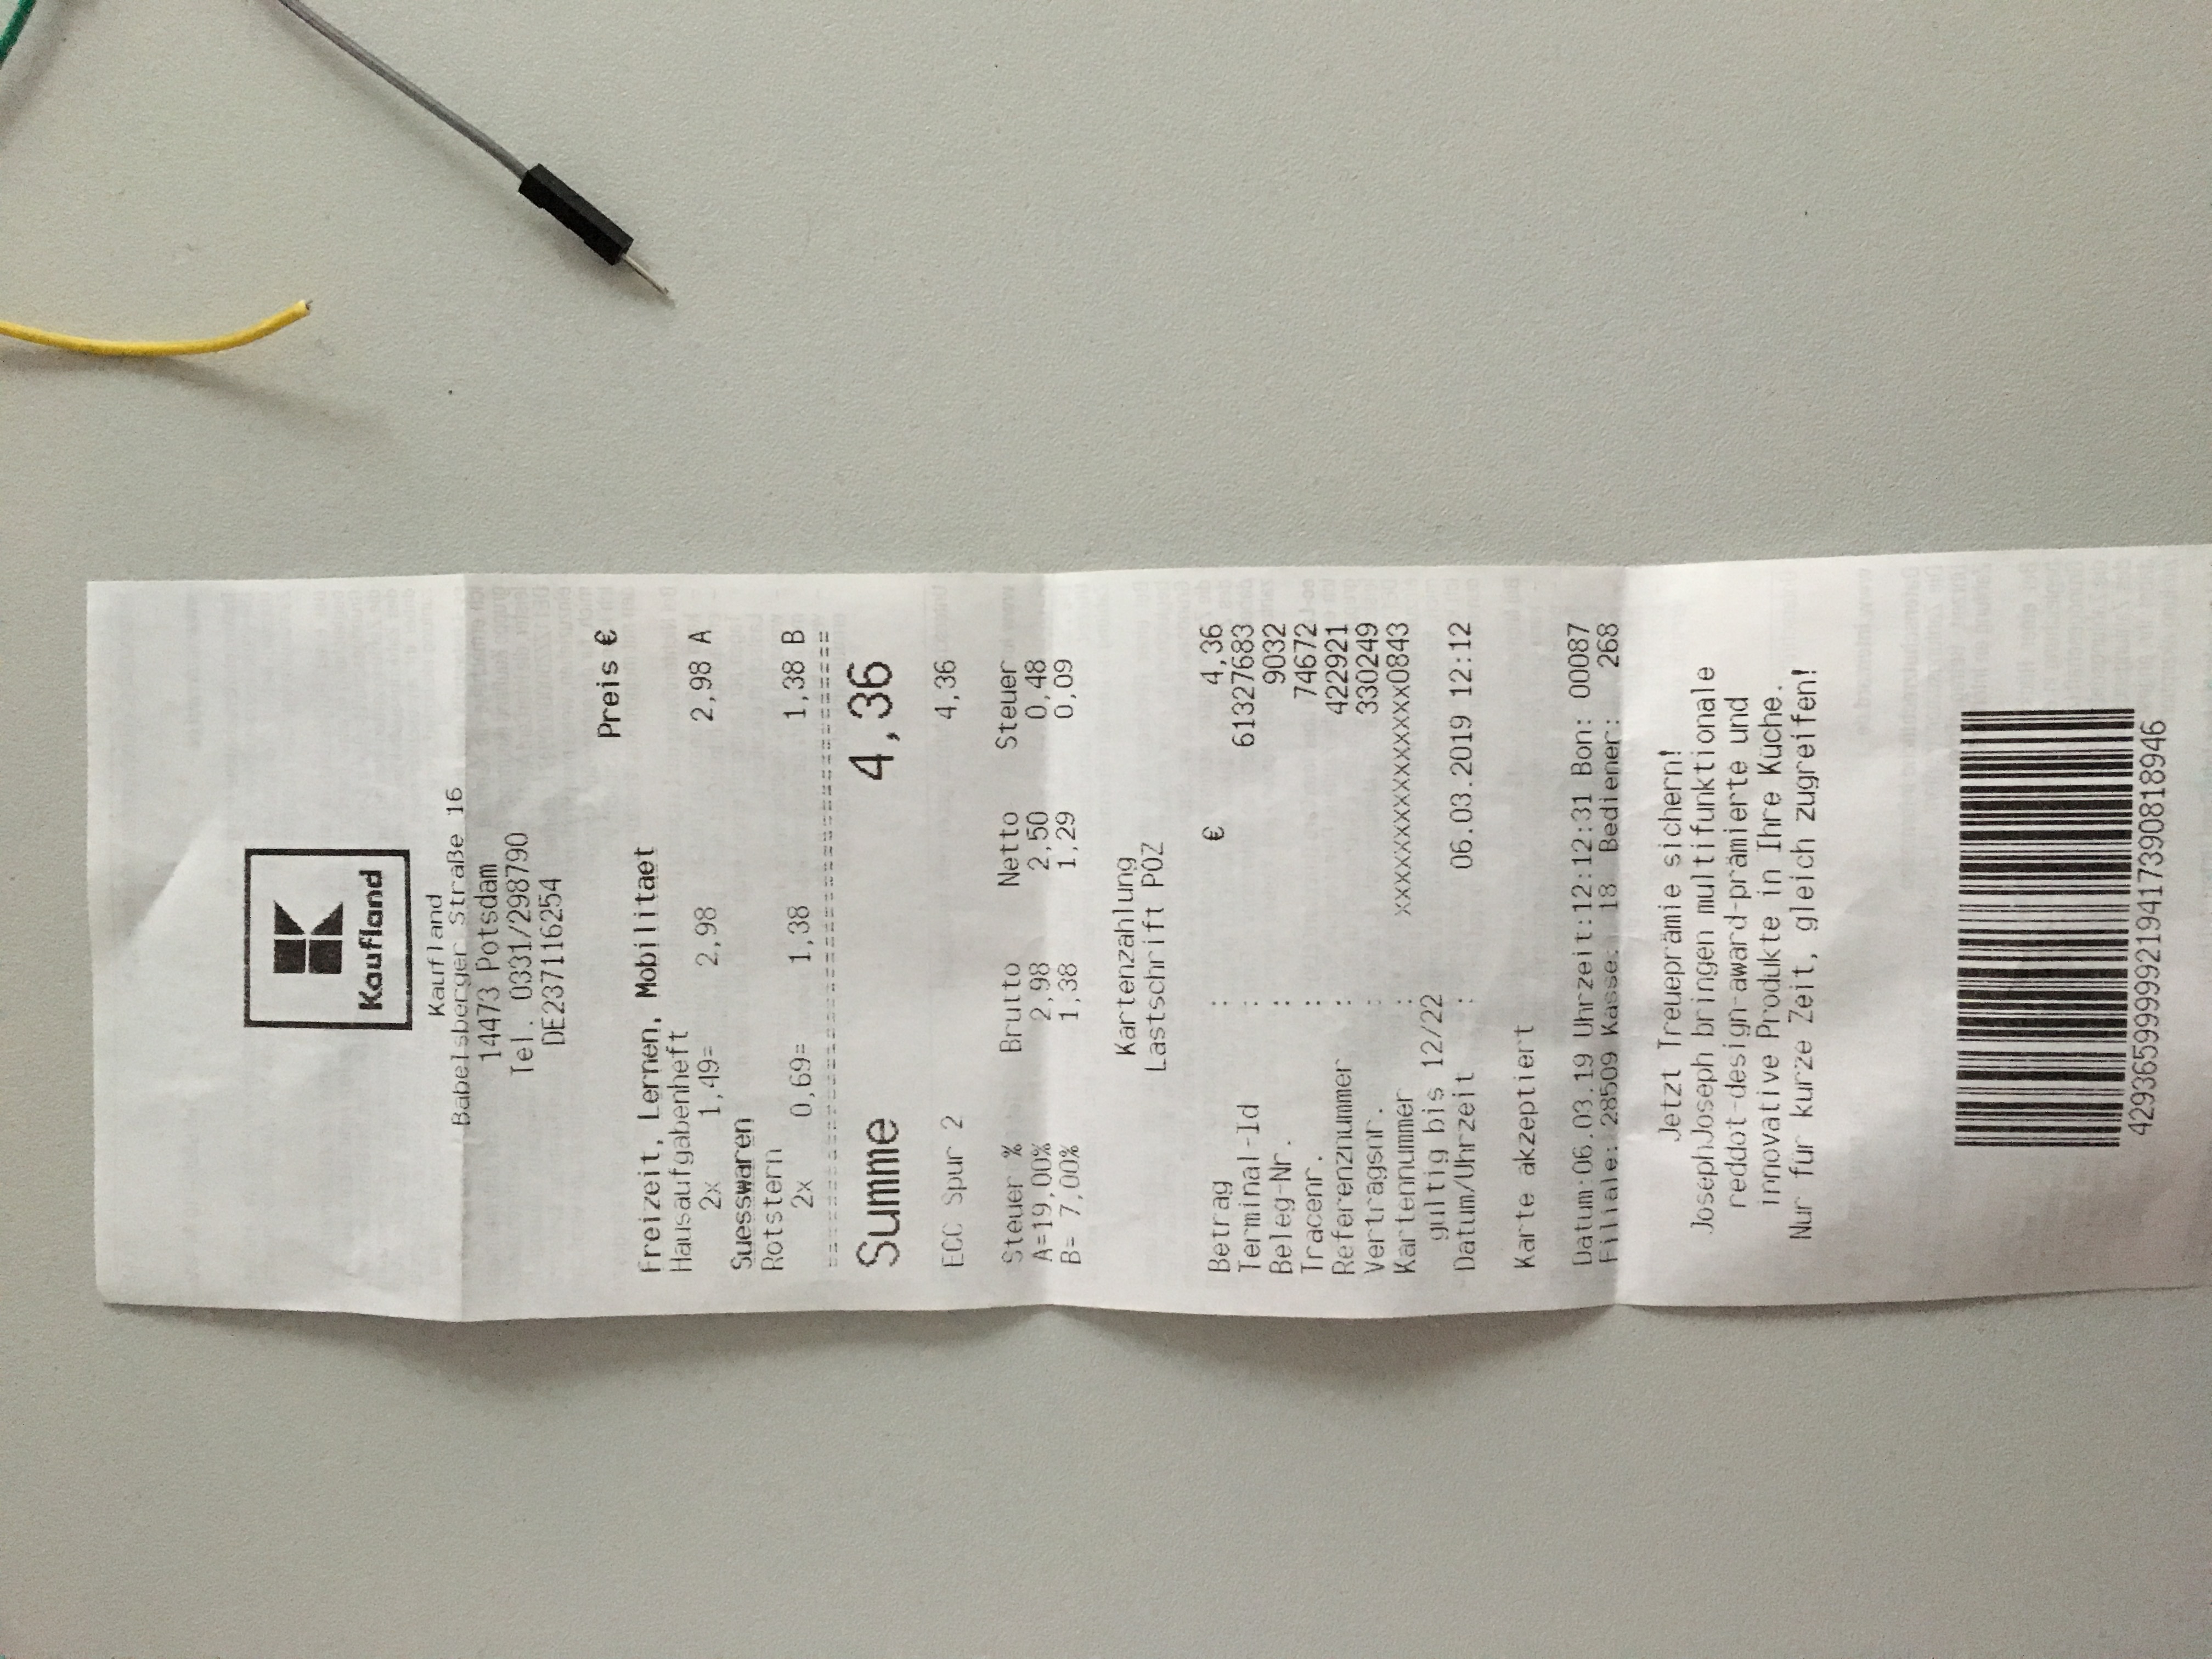 Kaufland
Kaufland
Babelsberger Straße 16
14473 Potsdam
Tel. 0331/298790
DE237116254
Preis €
Freizeit, Lernen, Mobilitaet
Hausaufgabenheft
2x 1,49= 2,98 2,98 A
Suesswaren
Rotstern
2x 0,69= 1,38 1,38 B
Summe 4,36
ECC Spur 2 4,36
Steuer % Brutto Netto Steuer
A=19,00% 2,98 2,50 0,48
B= 7,00% 1,38 1,29 0,09
Kartenzahlung
Lastschrift POZ
Betrag : € 4,36
Terminal-Id : 61327683
Beleg-Nr. : 9032
Tracenr. : 74672
Referenznummer : 422921
Vertragsnr. : 330249
Kartennummer : xxxxxxxxxxxxxxx0843
gültig bis 12/22
Datum/Uhrzeit : 06.03.2019 12:12
Karte akzeptiert
Datum:06.03.19 Uhrzeit:12:12:31 Bon: 00087
Filiale: 28509 Kasse: 18 Bediener: 268
Jetzt Treueprämie sichern!
JosephJoseph bringen multifunktionale
reddot-design-award-prämierte und
innovative Produkte in Ihre Küche.
Nur für kurze Zeit, gleich zugreifen!
42936599999219417390818946